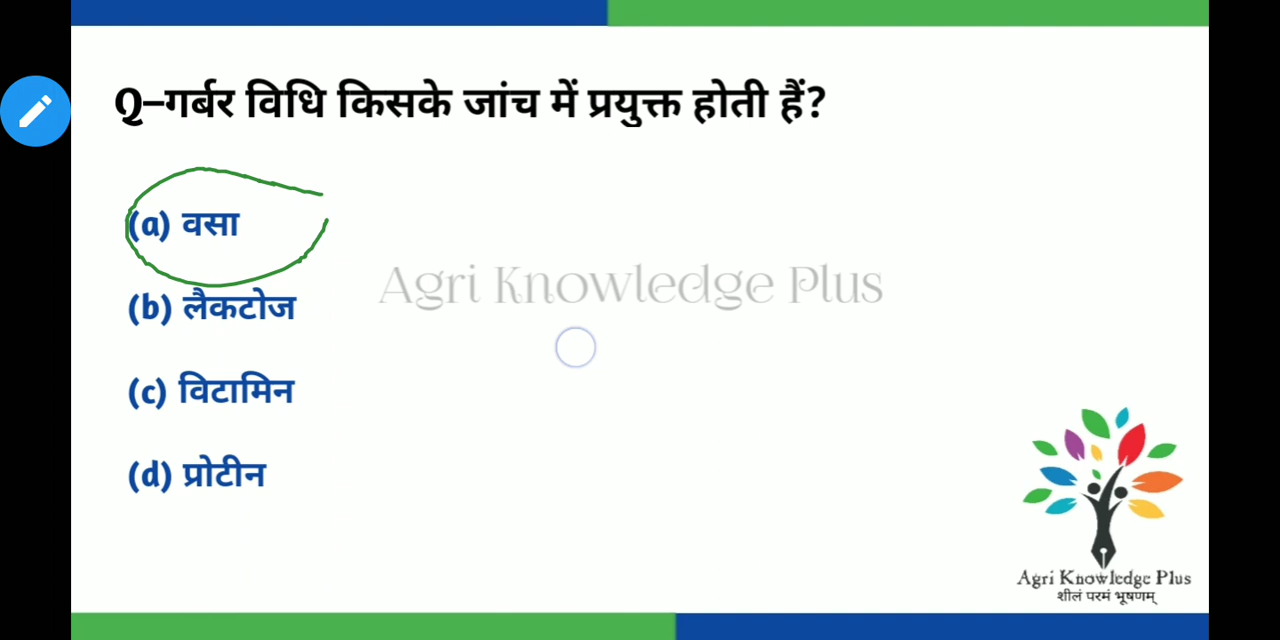 Q–गर्बर विधि किसके जांच में प्रयुक्त होती हैं?
(a) वसा
Agri Knowledge Plus
(b) लैकटोज
(c) विटामिन
(d) प्रोटीन
Agri Knowledge Plus
शीलं परमं भूषणम्